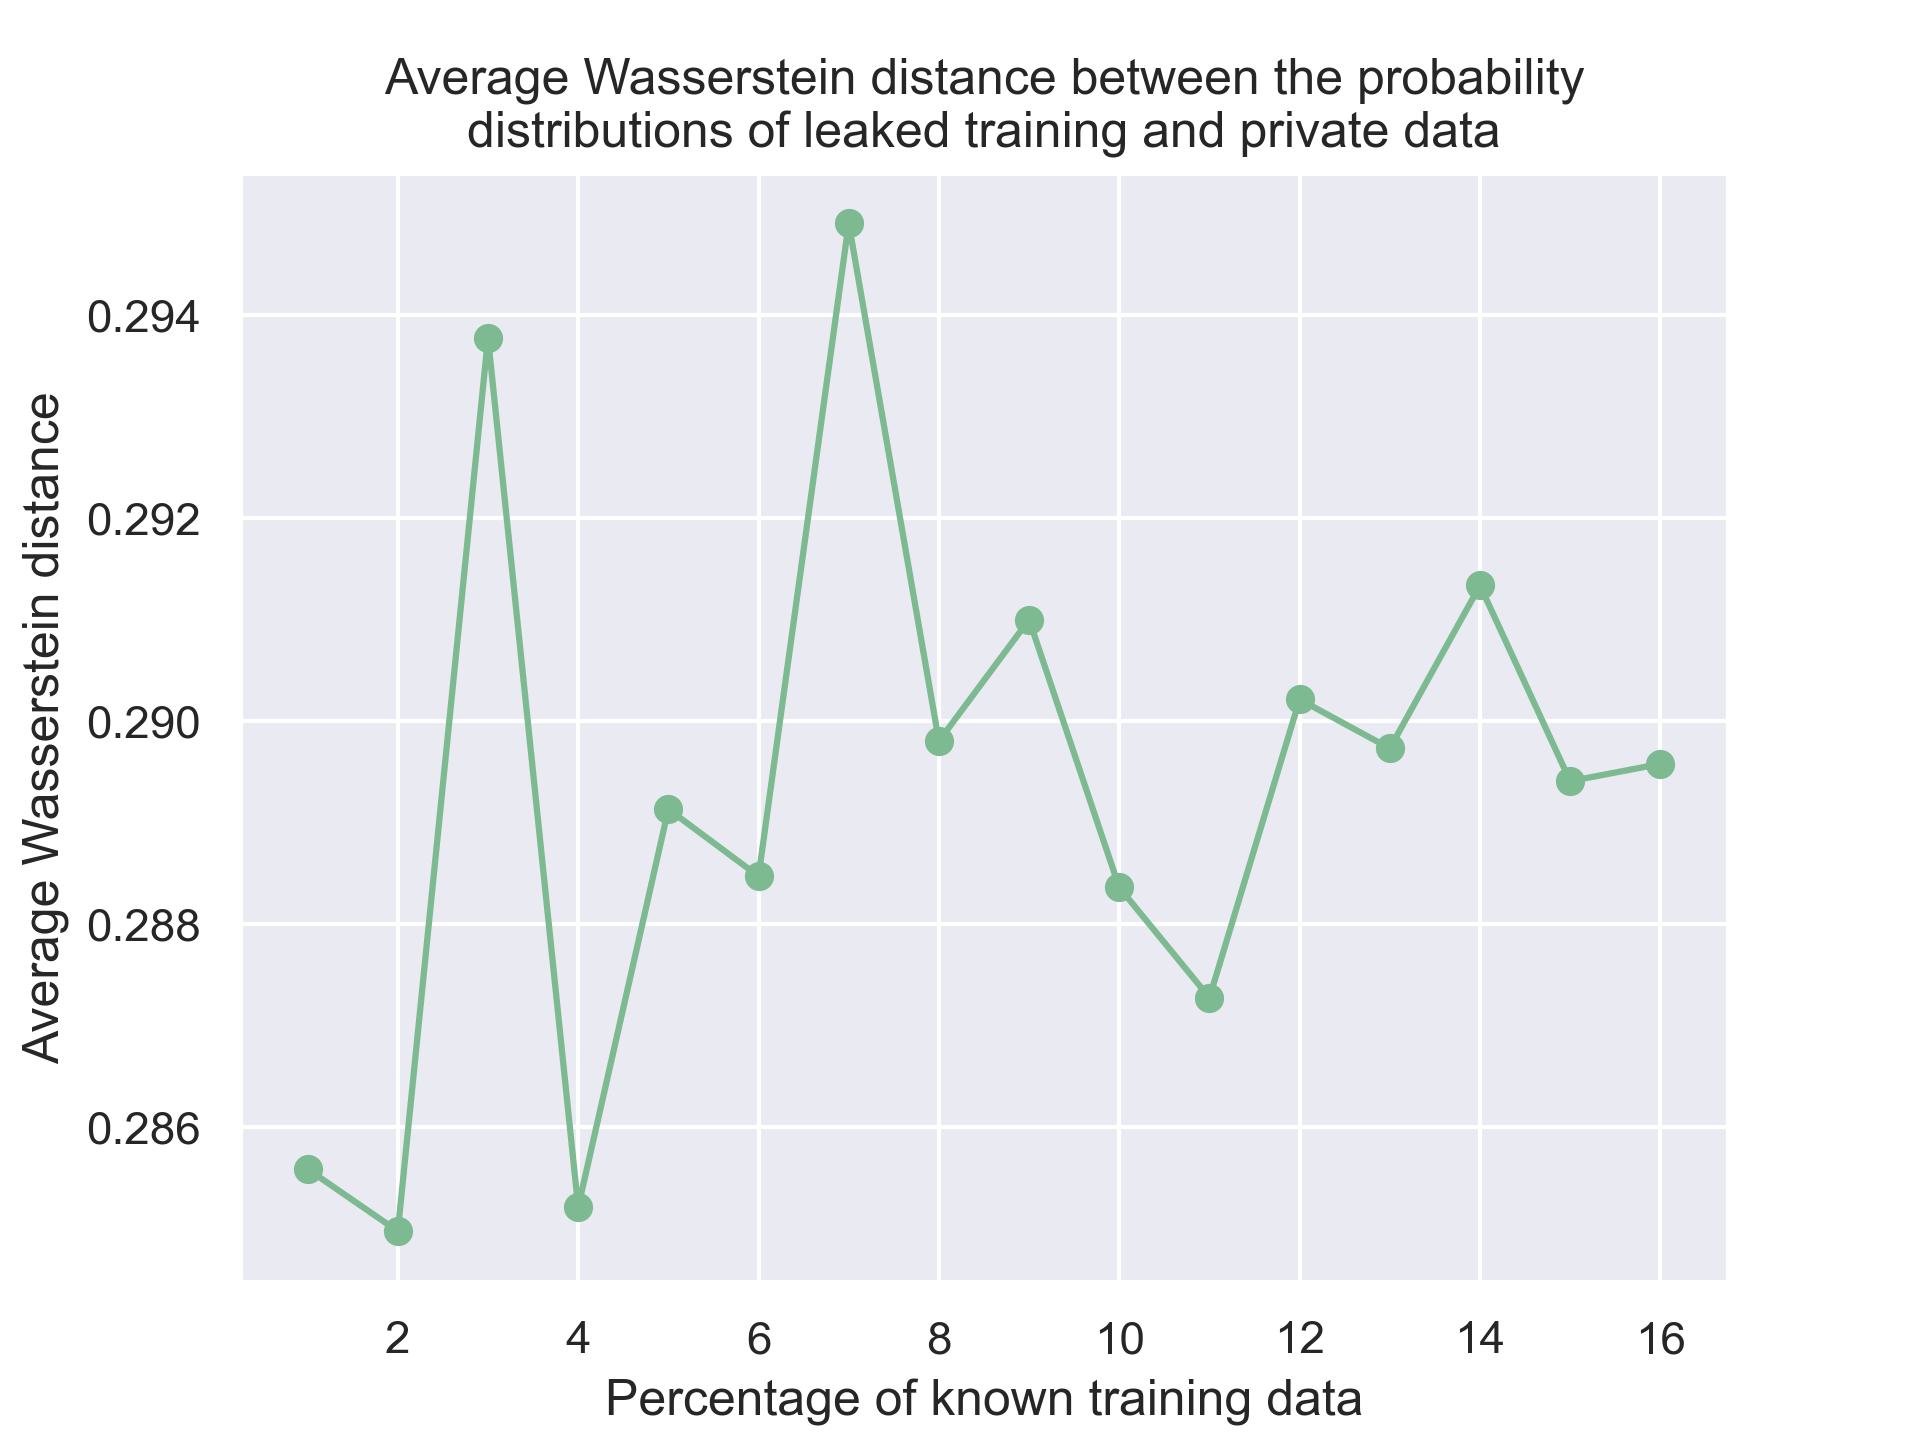 Average Wasserstein distance between the probability
distributions of leaked training and private data
Average Wasserstein distance
0.294
0.292
0.290
0.288
0.286
2 4 6 8 10 12 14 16
Percentage of known training data